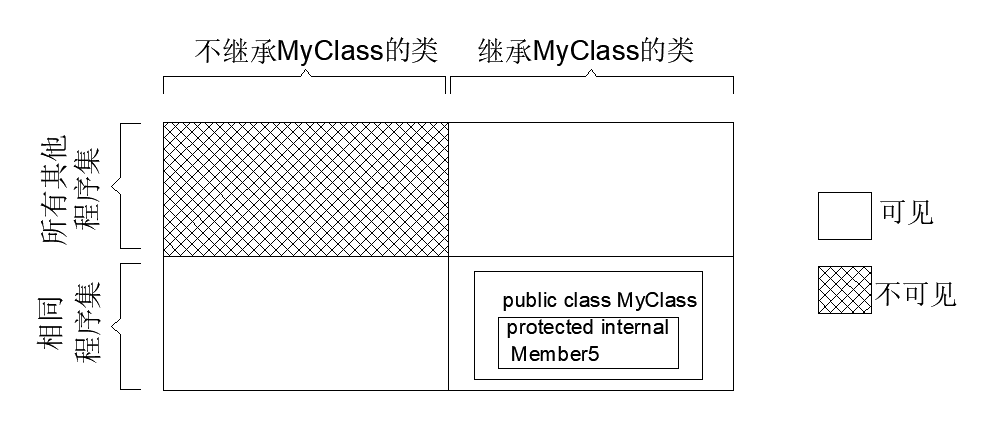 不继承MyClass的类
继承MyClass的类
所有其他
程序集
可见
相同
程序集
public class MyClass
protected internal
Member5
不可见